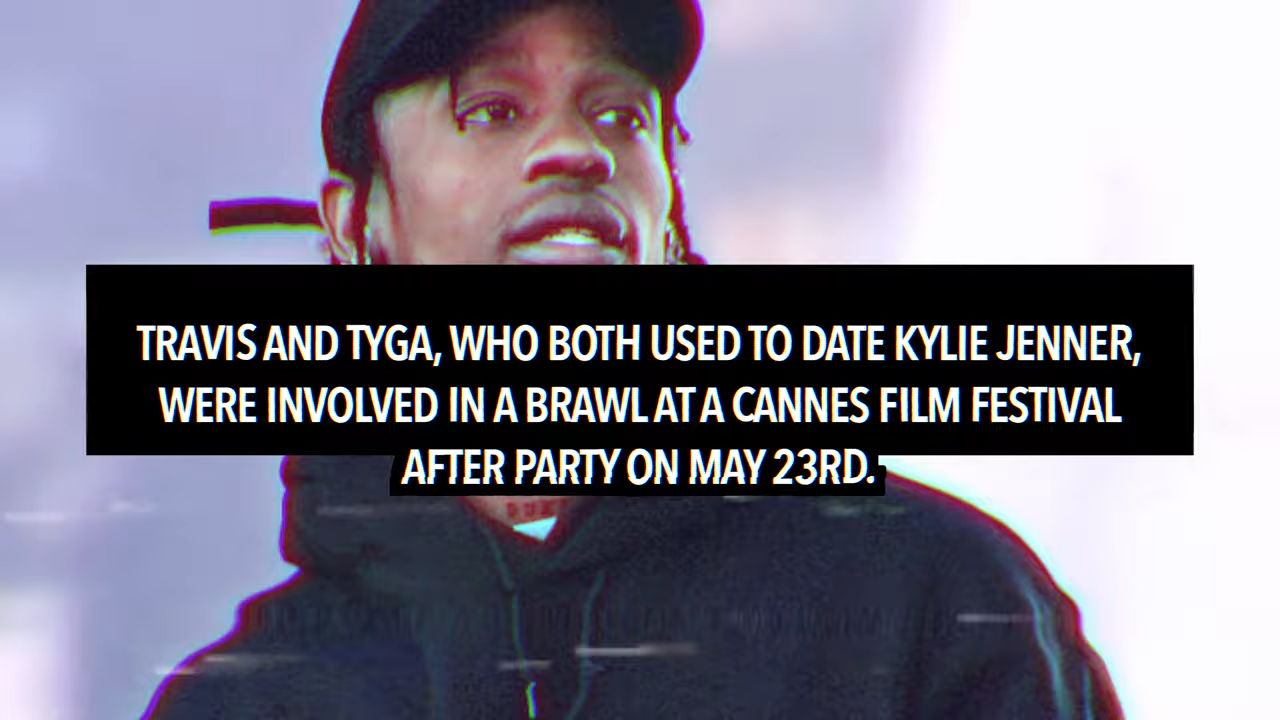 TRAVIS AND TYGA, WHO BOTH USED TO DATE KYLIE JENNER,
WERE INVOLVED IN A BRAWL AT A CANNES FILM FESTIVAL
AFTER PARTY ON MAY 23RD.